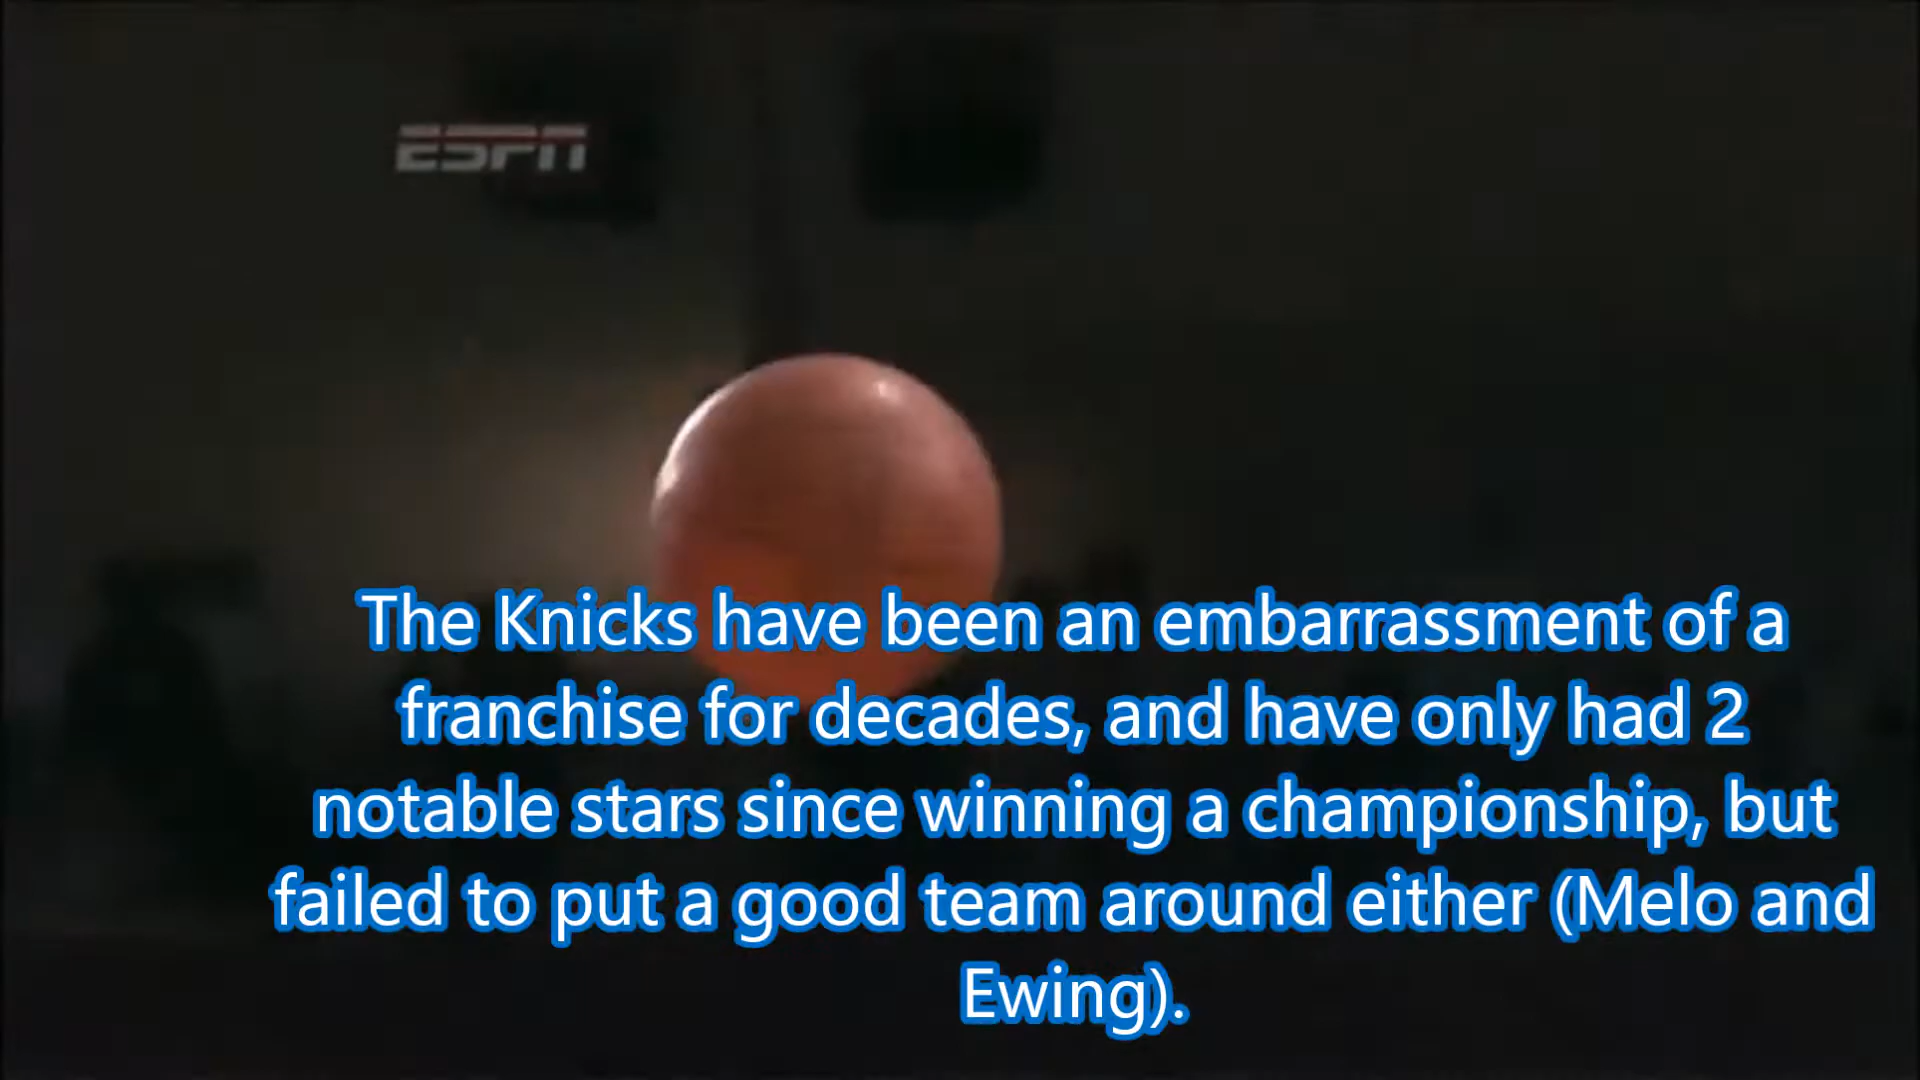 ESPN
The Knicks have been an embarrassment of a
franchise for decades, and have only had 2
notable stars since winning a championship, but
failed to put a good team around either (Melo and
Ewing).